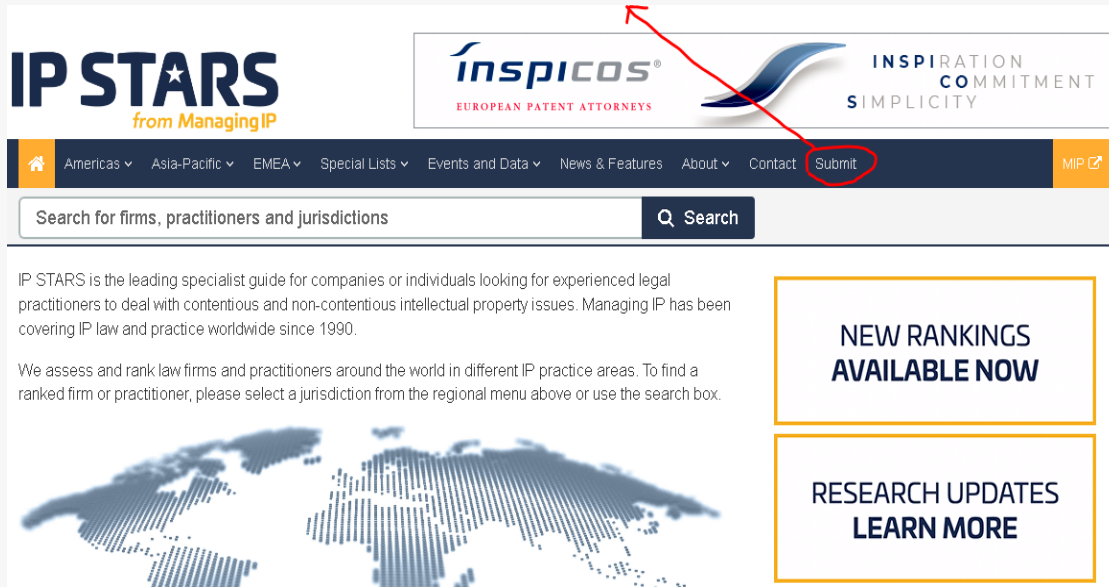 IP STARS
from Managing IP
inspicos®
EUROPEAN PATENT ATTORNEYS
INSPIRATION
COMMITMENT
SIMPLICITY
Americas Asia-Pacific EMEA Special Lists Events and Data News & Features About Contact Submit MIP
Search for firms, practitioners and jurisdictions Search
IP STARS is the leading specialist guide for companies or individuals looking for experienced legal
practitioners to deal with contentious and non-contentious intellectual property issues. Managing IP has been
covering IP law and practice worldwide since 1990.
We assess and rank law firms and practitioners around the world in different IP practice areas. To find a
ranked firm or practitioner, please select a jurisdiction from the regional menu above or use the search box.
NEW RANKINGS
AVAILABLE NOW
RESEARCH UPDATES
LEARN MORE